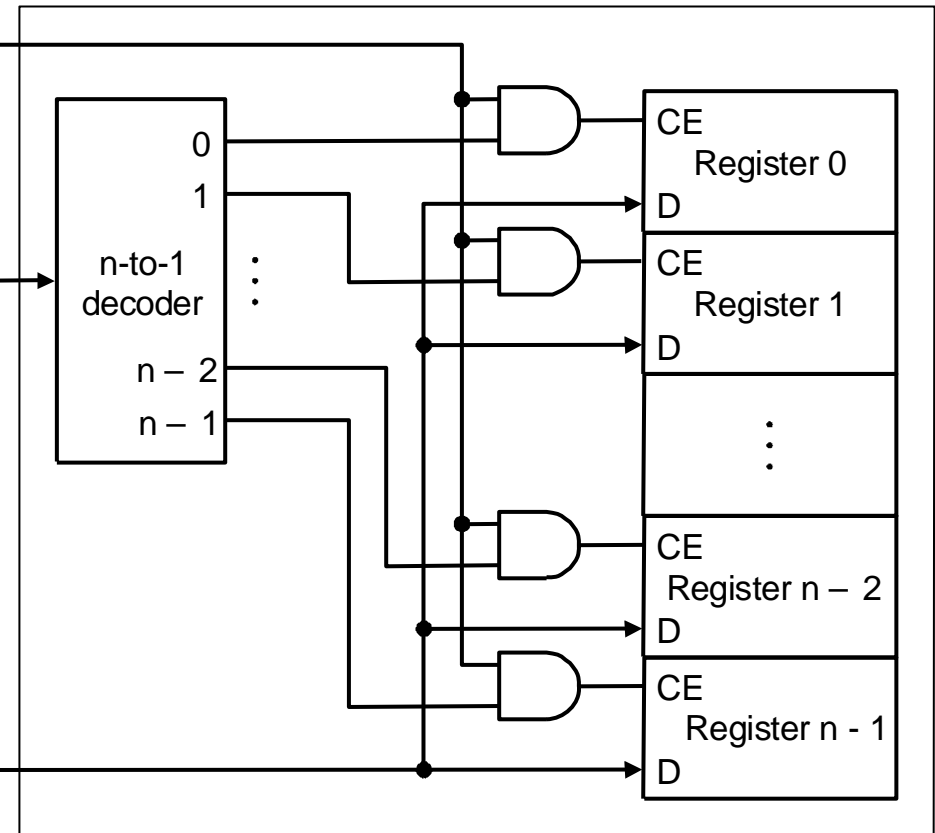 0
1
n-to-1
decoder
⋮
n – 2
n – 1
CE
Register 0
D
CE
Register 1
D
⋮
CE
Register n – 2
D
CE
Register n - 1
D